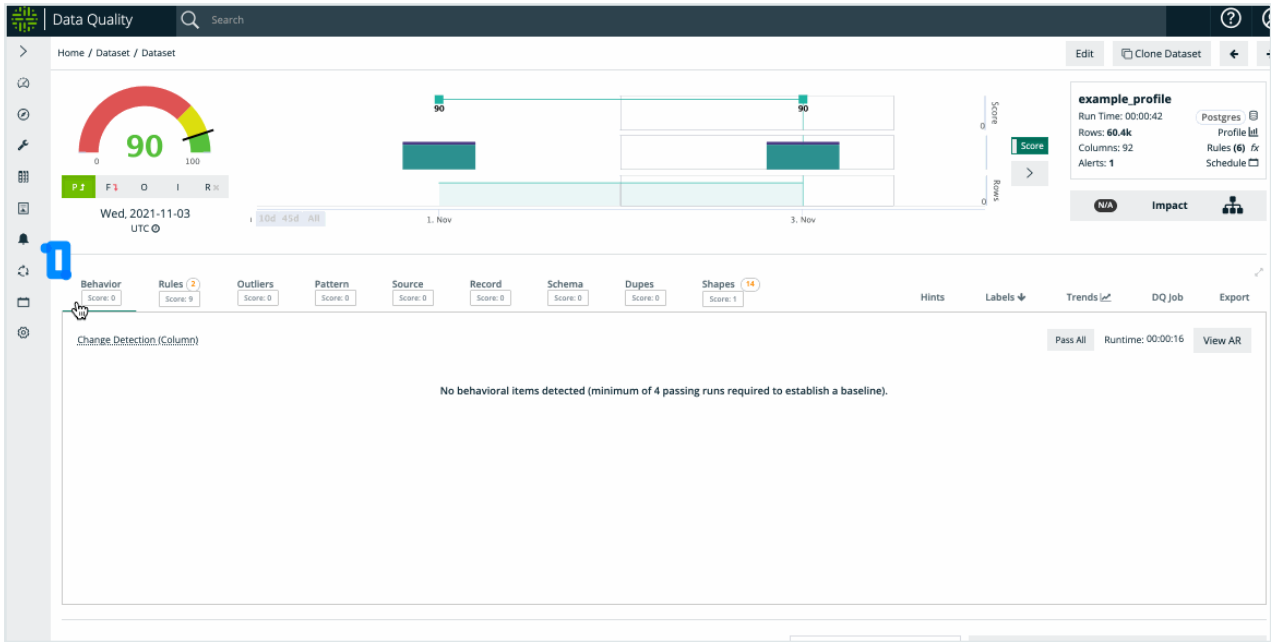 Data Quality
Search
Home / Dataset / Dataset
Edit
Clone Dataset
90
0
100
P
F
O
I
R
Wed, 2021-11-03
UTC
10d 45d All
90
90
1. Nov
3. Nov
Score
0
Rows
0
Score
example_profile
Run Time: 00:00:42
Postgres
Rows: 60.4k
Profile
Columns: 92
Rules (6) fx
Alerts: 1
Schedule
N/A
Impact
Behavior
Score: 0
Rules 2
Score: 9
Outliers
Score: 0
Pattern
Score: 0
Source
Score: 0
Record
Score: 0
Schema
Score: 0
Dupes
Score: 0
Shapes 14
Score: 1
Hints
Labels
Trends
DQ Job
Export
Change Detection (Column)
Pass All
Runtime: 00:00:16
View AR
No behavioral items detected (minimum of 4 passing runs required to establish a baseline).